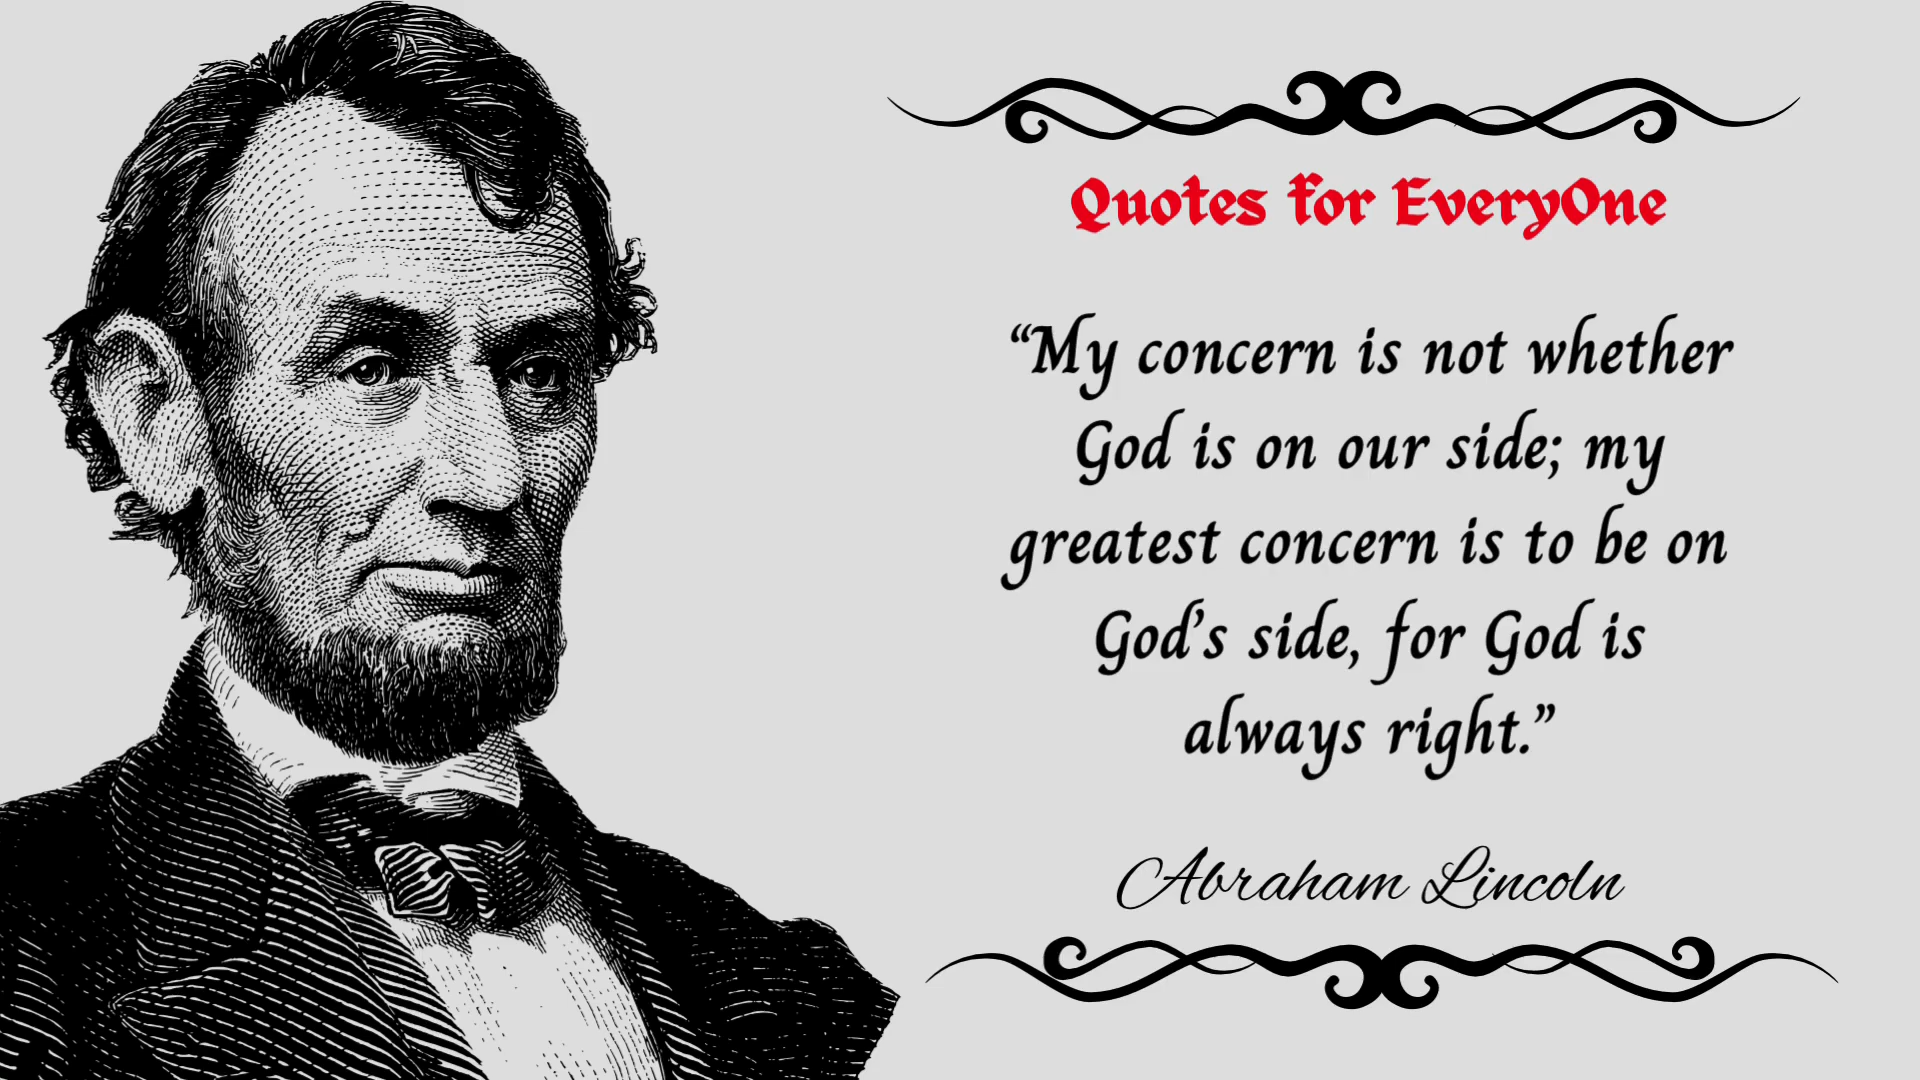 Quotes for EveryOne
“My concern is not whether
God is on our side; my
greatest concern is to be on
God’s side, for God is
always right.”
Abraham Lincoln